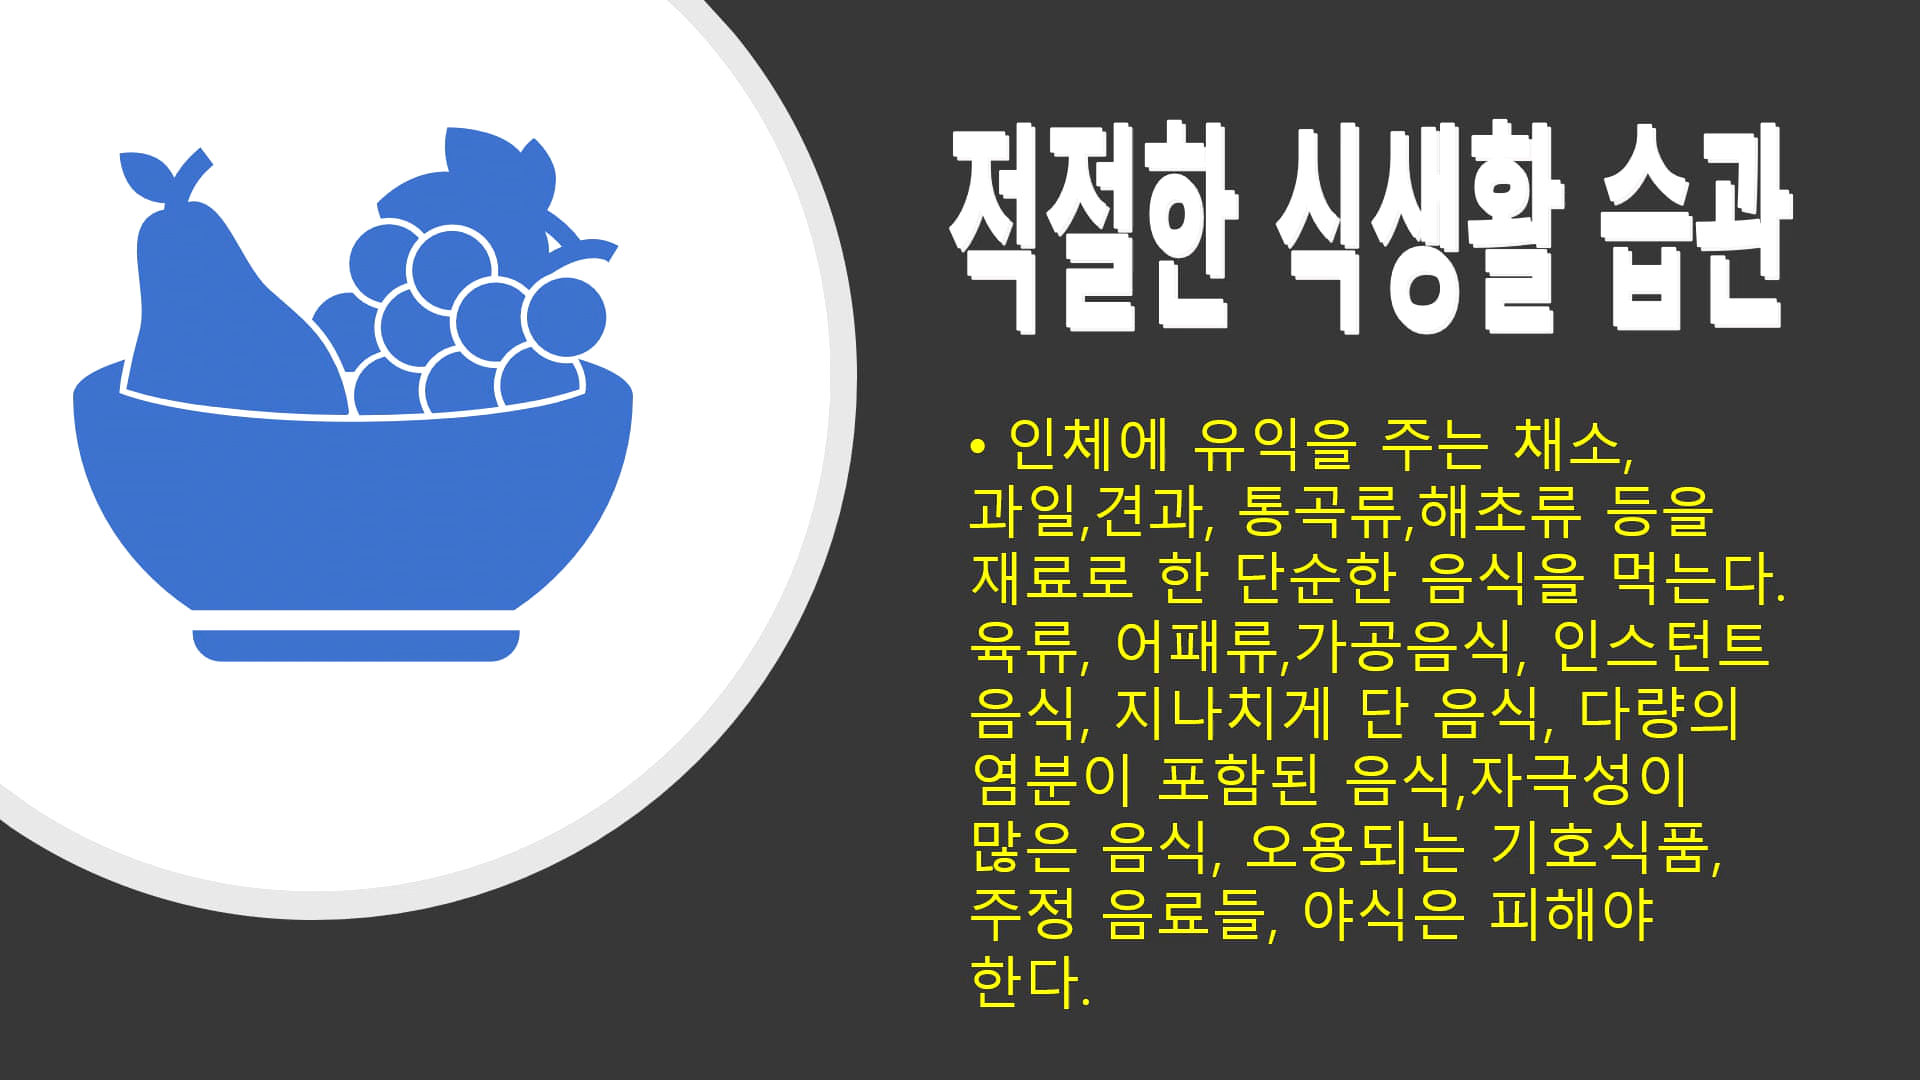 적절한 식생활 습관
• 인체에 유익을 주는 채소,
과일,견과, 통곡류,해초류 등을
재료로 한 단순한 음식을 먹는다.
육류, 어패류,가공음식, 인스턴트
음식, 지나치게 단 음식, 다량의
염분이 포함된 음식,자극성이
많은 음식, 오용되는 기호식품,
주정 음료들, 야식은 피해야
한다.